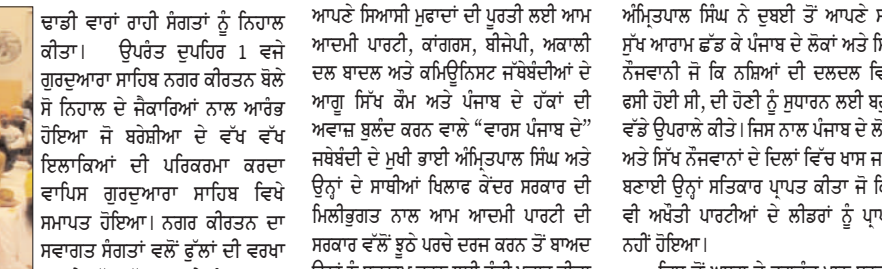 ਢਾਡੀ ਵਾਰਾਂ ਰਾਹੀ ਸੰਗਤਾਂ ਨੂੰ ਨਿਹਾਲ
ਕੀਤਾ। ਉਪਰੰਤ ਦੁਪਹਿਰ 1 ਵਜੇ
ਗੁਰਦੁਆਰਾ ਸਾਹਿਬ ਨਗਰ ਕੀਰਤਨ ਬੋਲੇ
ਸੋ ਨਿਹਾਲ ਦੇ ਜੈਕਾਰਿਆਂ ਨਾਲ ਆਰੰਭ
ਹੋਇਆ ਜੋ ਬਰੇਸ਼ੀਆ ਦੇ ਵੱਖ ਵੱਖ
ਇਲਾਕਿਆਂ ਦੀ ਪਰਿਕਰਮਾ ਕਰਦਾ
ਵਾਪਿਸ ਗੁਰਦੁਆਰਾ ਸਾਹਿਬ ਵਿਖੇ
ਸਮਾਪਤ ਹੋਇਆ। ਨਗਰ ਕੀਰਤਨ ਦਾ
ਸਵਾਗਤ ਸੰਗਤਾਂ ਵਲੋਂ ਫੁੱਲਾਂ ਦੀ ਵਰਖਾ
ਆਪਣੇ ਸਿਆਸੀ ਮੁਫਾਦਾਂ ਦੀ ਪੂਰਤੀ ਲਈ ਆਮ
ਆਦਮੀ ਪਾਰਟੀ, ਕਾਂਗਰਸ, ਬੀਜੇਪੀ, ਅਕਾਲੀ
ਦਲ ਬਾਦਲ ਅਤੇ ਕਮਿਊਨਿਸਟ ਜੱਥੇਬੰਦੀਆਂ ਦੇ
ਆਗੂ ਸਿੱਖ ਕੌਮ ਅਤੇ ਪੰਜਾਬ ਦੇ ਹੱਕਾਂ ਦੀ
ਅਵਾਜ਼ ਬੁਲੰਦ ਕਰਨ ਵਾਲੇ “ਵਾਰਸ ਪੰਜਾਬ ਦੇ”
ਜਥੇਬੰਦੀ ਦੇ ਮੁਖੀ ਭਾਈ ਅੰਮ੍ਰਿਤਪਾਲ ਸਿੰਘ ਅਤੇ
ਉਨ੍ਹਾਂ ਦੇ ਸਾਥੀਆਂ ਖਿਲਾਫ ਕੇਂਦਰ ਸਰਕਾਰ ਦੀ
ਮਿਲੀਭੁਗਤ ਨਾਲ ਆਮ ਆਦਮੀ ਪਾਰਟੀ ਦੀ
ਸਰਕਾਰ ਵੱਲੋਂ ਝੂਠੇ ਪਰਚੇ ਦਰਜ ਕਰਨ ਤੋਂ ਬਾਅਦ
ਅੰਮ੍ਰਿਤਪਾਲ ਸਿੰਘ ਨੇ ਦੁਬਈ ਤੋਂ ਆਪਣੇ
ਸੁੱਖ ਆਰਾਮ ਛੱਡ ਕੇ ਪੰਜਾਬ ਦੇ ਲੋਕਾਂ ਅਤੇ
ਨੌਜਵਾਨੀ ਜੋ ਕਿ ਨਸ਼ਿਆਂ ਦੀ ਦਲਦਲ
ਫਸੀ ਹੋਈ ਸੀ, ਦੀ ਹੋਣੀ ਨੂੰ ਸੁਧਾਰਨ ਲਈ
ਵੱਡੇ ਉਪਰਾਲੇ ਕੀਤੇ। ਜਿਸ ਨਾਲ ਪੰਜਾਬ ਦੇ
ਅਤੇ ਸਿੱਖ ਨੌਜਵਾਨਾਂ ਦੇ ਦਿਲਾਂ ਵਿੱਚ ਖਾਸ
ਬਣਾਈ ਉਨ੍ਹਾਂ ਸਤਿਕਾਰ ਪ੍ਰਾਪਤ ਕੀਤਾ ਜੋ
ਵੀ ਅਖੌਤੀ ਪਾਰਟੀਆਂ ਦੇ ਲੀਡਰਾਂ ਨੂੰ
ਨਹੀਂ ਹੋਇਆ।